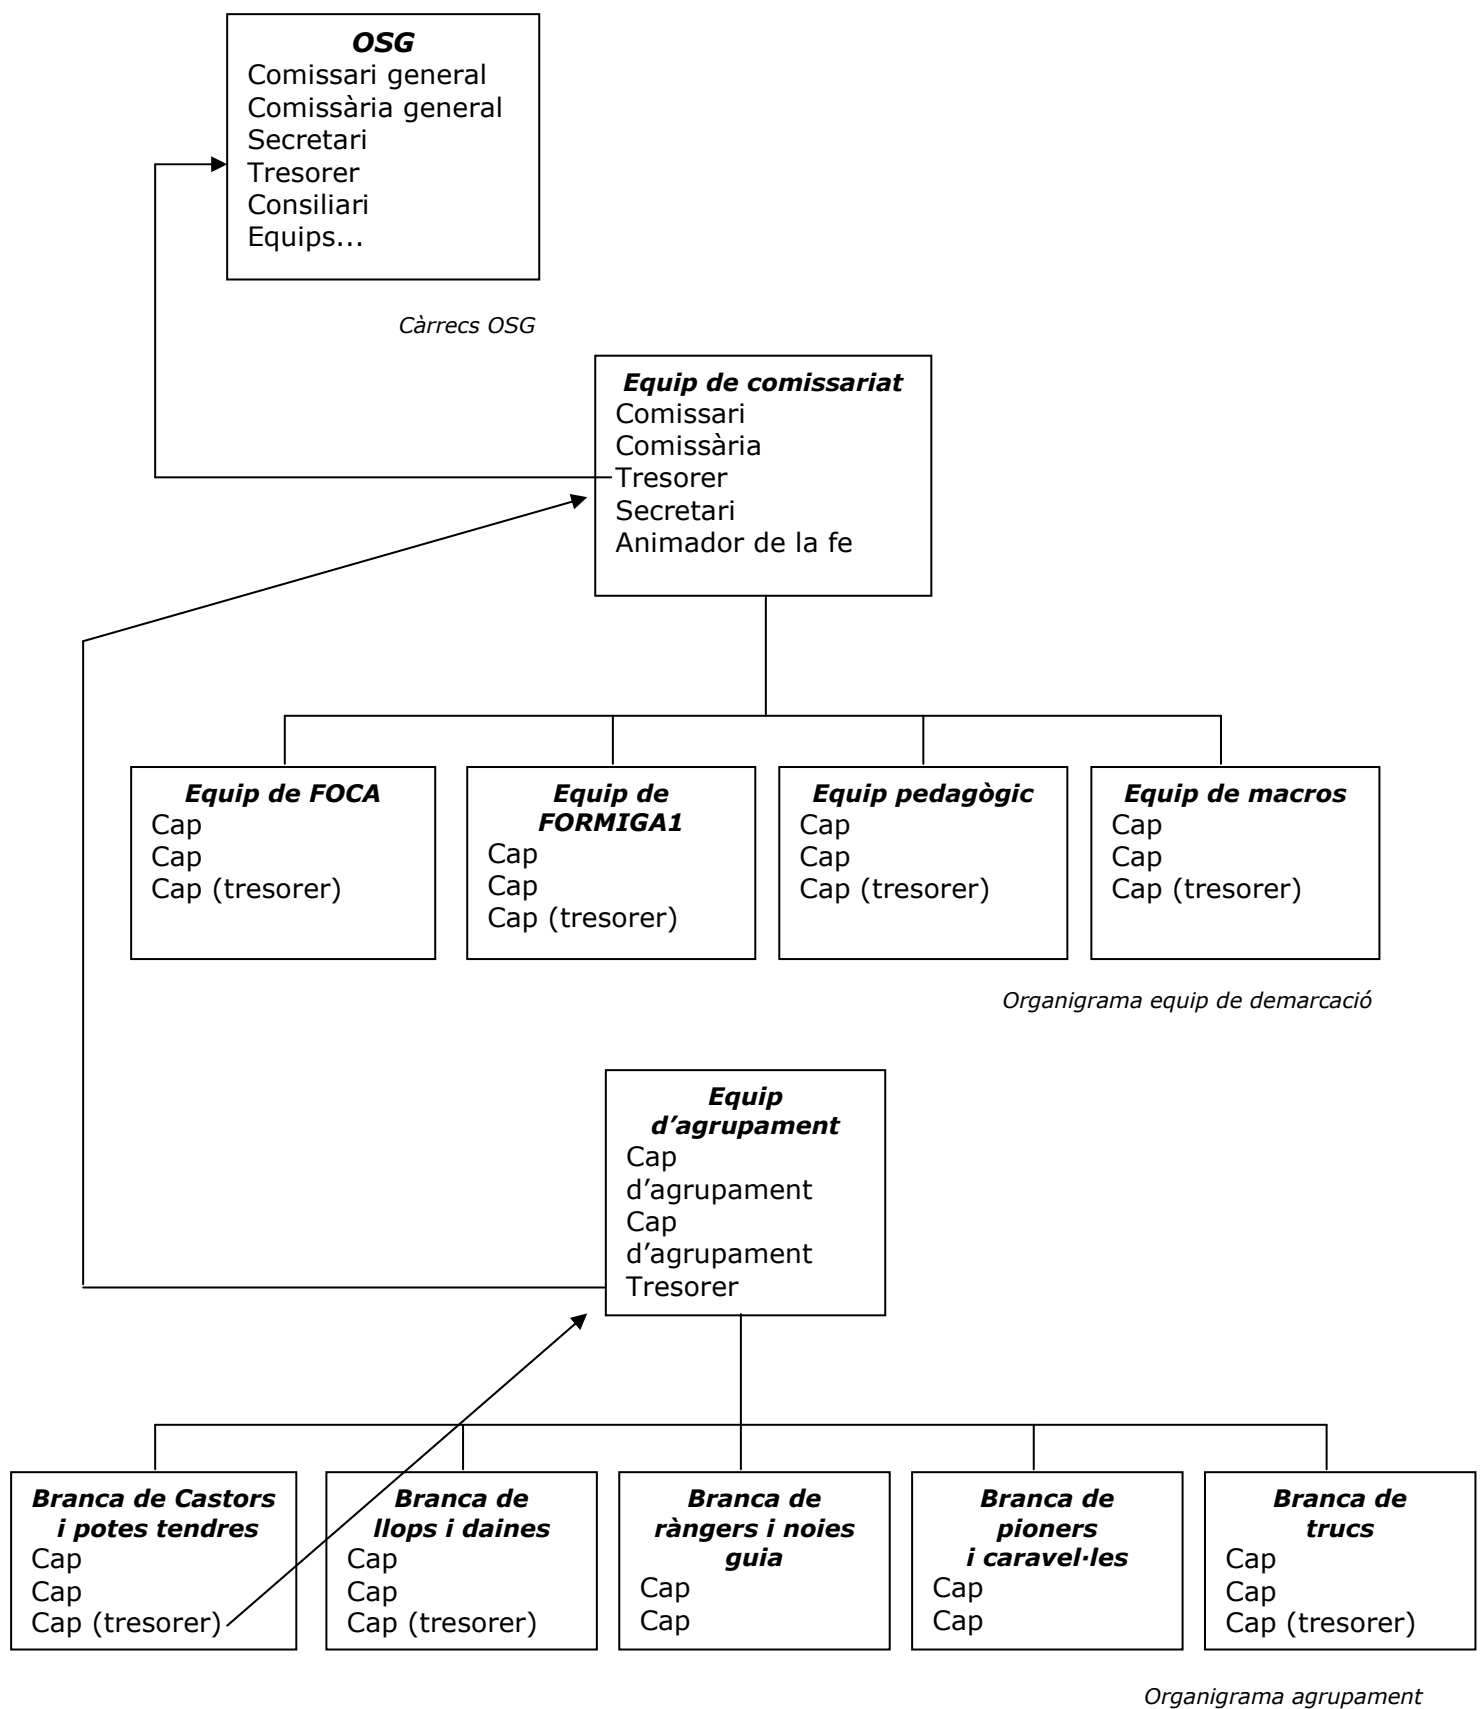 OSG
Comissari general
Comissària general
Secretari
Tresorer
Consiliari
Equips…
Càrrecs OSG
Equip de comissariat
Comissari
Comissària
Tresorer
Secretari
Animador de la fe
Equip de FOCA
Cap
Cap
Cap (tresorer)
Equip de
FORMIGA1
Cap
Cap
Cap (tresorer)
Equip pedagògic
Cap
Cap
Cap (tresorer)
Equip de macros
Cap
Cap
Cap (tresorer)
Organigrama equip de demarcació
Equip
d’agrupament
Cap
d’agrupament
Cap
d’agrupament
Tresorer
Branca de Castors
i potes tendres
Cap
Cap
Cap (tresorer)
Branca de
llops i daines
Cap
Cap
Cap (tresorer)
Branca de
ràngers i noies
guia
Cap
Cap
Branca de
pioners
i caravel·les
Cap
Cap
Branca de
trucs
Cap
Cap
Cap (tresorer)
Organigrama agrupament